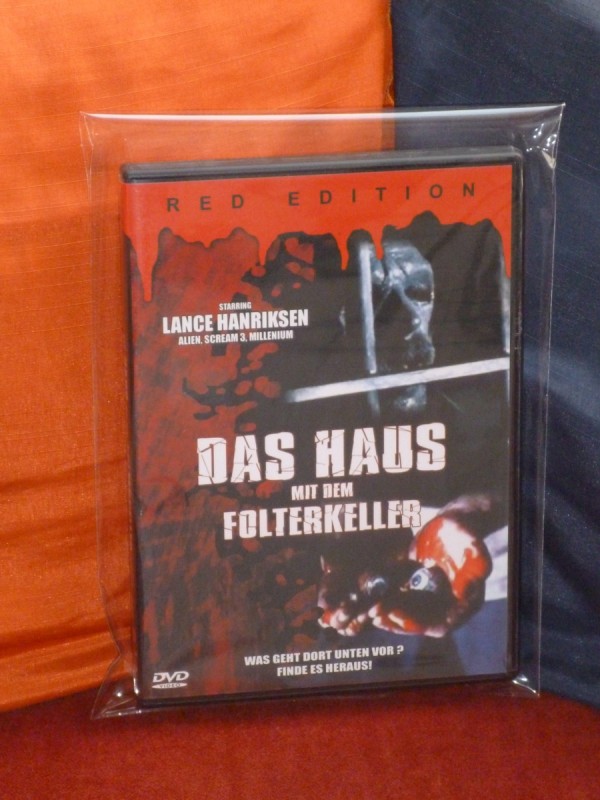 RED EDITION
STARRING
LANCE HANRIKSEN
ALIEN, SCREAM 3, MILLENIUM
DAS HAUS
MIT DEM
FOLTERKELLER
WAS GEHT DORT UNTEN VOR ?
FINDE ES HERAUS!
DVD
VIDEO